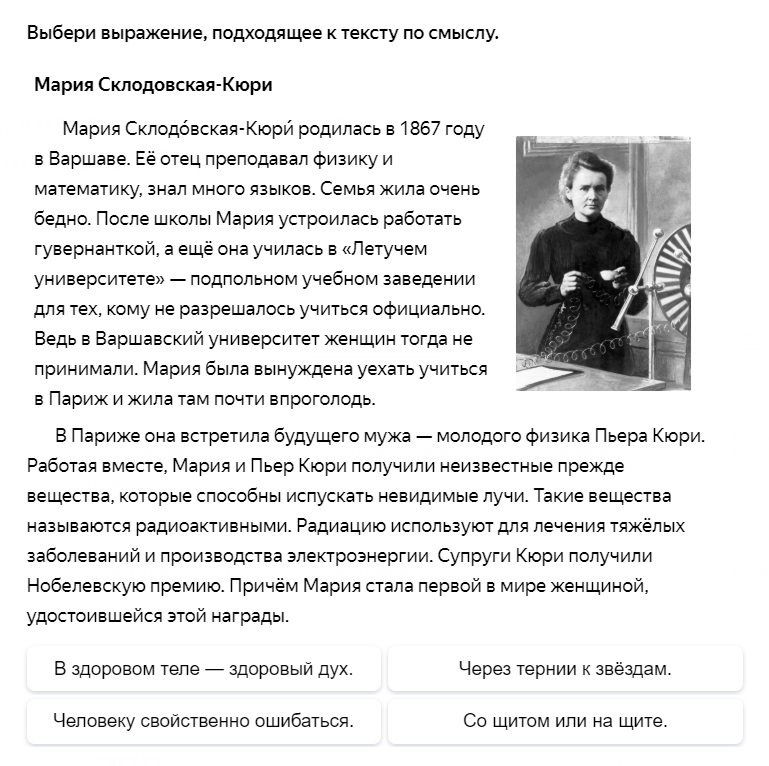 Выбери выражение, подходящее к тексту по смыслу.
Мария Склодовская-Кюри
Мария Склодо́вская-Кюри́ родилась в 1867 году
в Варшаве. Её отец преподавал физику и
математику, знал много языков. Семья жила очень
бедно. После школы Мария устроилась работать
гувернанткой, а ещё она училась в «Летучем
университете» — подпольном учебном заведении
для тех, кому не разрешалось учиться официально.
Ведь в Варшавский университет женщин тогда не
принимали. Мария была вынуждена уехать учиться
в Париж и жила там почти впроголодь.
В Париже она встретила будущего мужа — молодого физика Пьера Кюри.
Работая вместе, Мария и Пьер Кюри получили неизвестные прежде
вещества, которые способны испускать невидимые лучи. Такие вещества
называются радиоактивными. Радиацию используют для лечения тяжёлых
заболеваний и производства электроэнергии. Супруги Кюри получили
Нобелевскую премию. Причём Мария стала первой в мире женщиной,
удостоившейся этой награды.
В здоровом теле — здоровый дух.
Через тернии к звёздам.
Человеку свойственно ошибаться.
Со щитом или на щите.